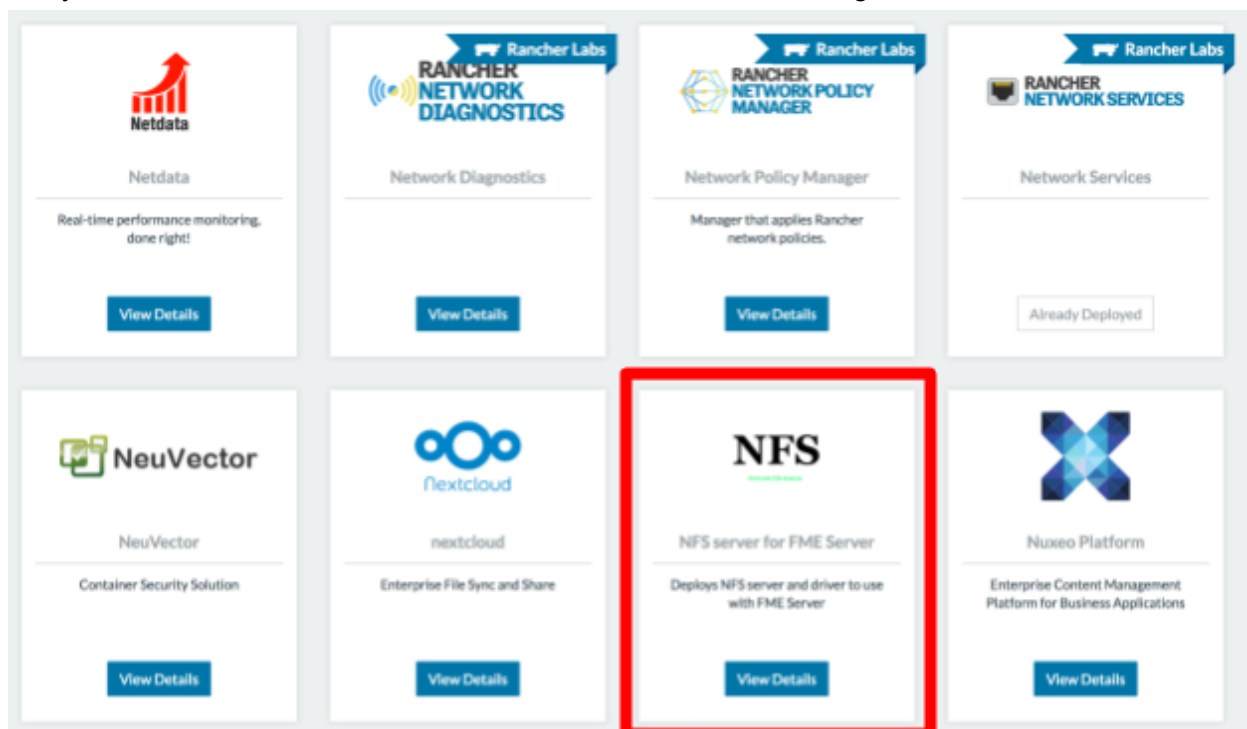 Rancher Labs
Rancher Labs
Rancher Labs
Netdata
RANCHER
NETWORK
DIAGNOSTICS
RANCHER
NETWORK POLICY
MANAGER
RANCHER
NETWORK SERVICES
Netdata
Network Diagnostics
Network Policy Manager
Network Services
Real-time performance monitoring,
done right!
Manager that applies Rancher
network policies.
View Details
View Details
View Details
Already Deployed
NeuVector
nextcloud
NFS
NeuVector
nextcloud
NFS server for FME Server
Nuxeo Platform
Container Security Solution
Enterprise File Sync and Share
Deploys NFS server and driver to use
with FME Server
Enterprise Content Management
Platform for Business Applications
View Details
View Details
View Details
View Details